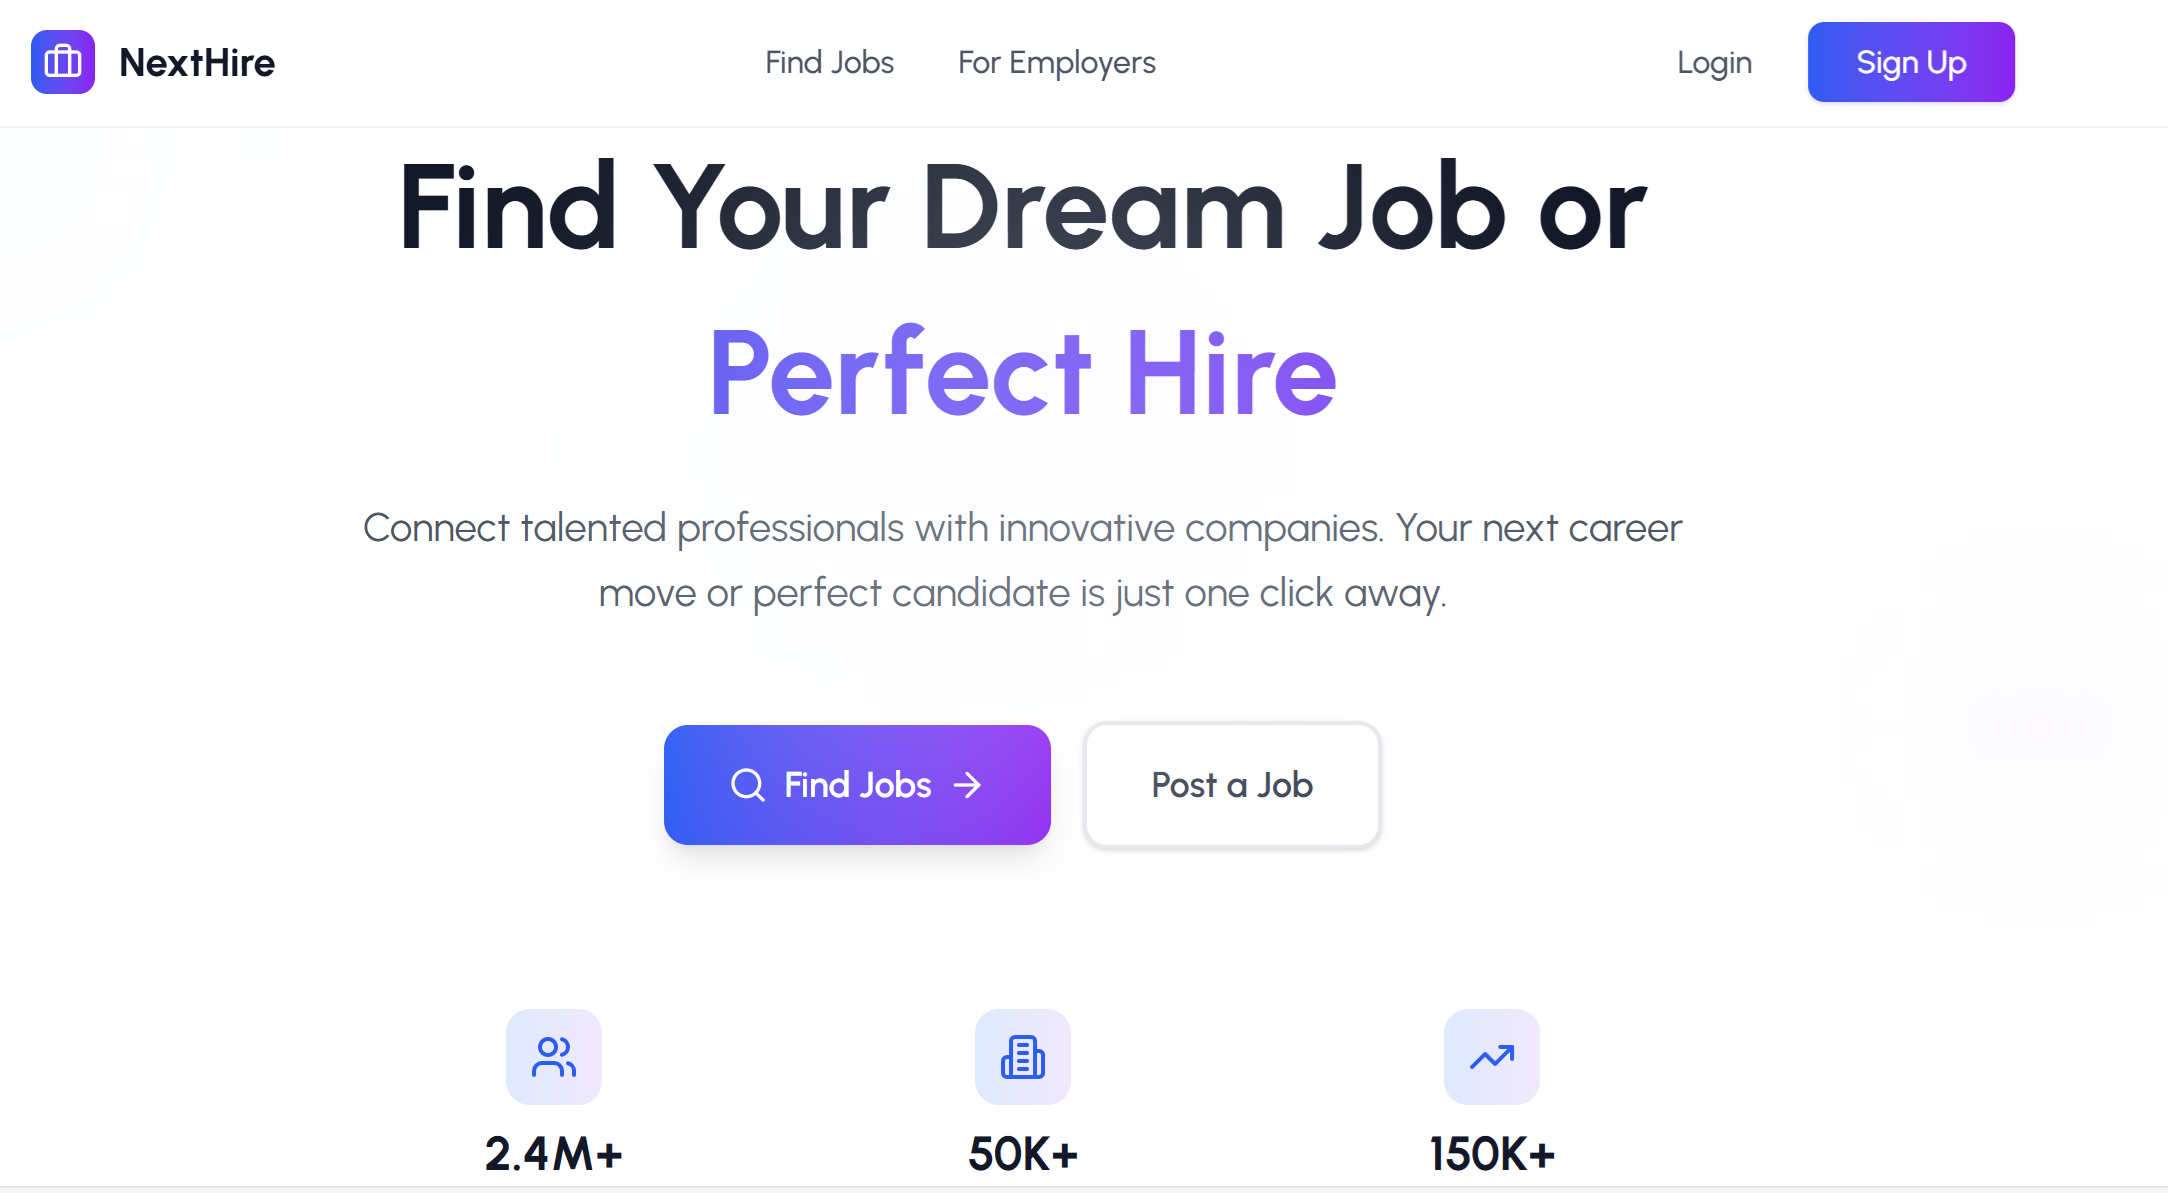 NextHire
Find Jobs
For Employers
Login
Sign Up
Find Your Dream Job or
Perfect Hire
Connect talented professionals with innovative companies. Your next career
move or perfect candidate is just one click away.
Find Jobs
Post a Job
2.4M+
50K+
150K+